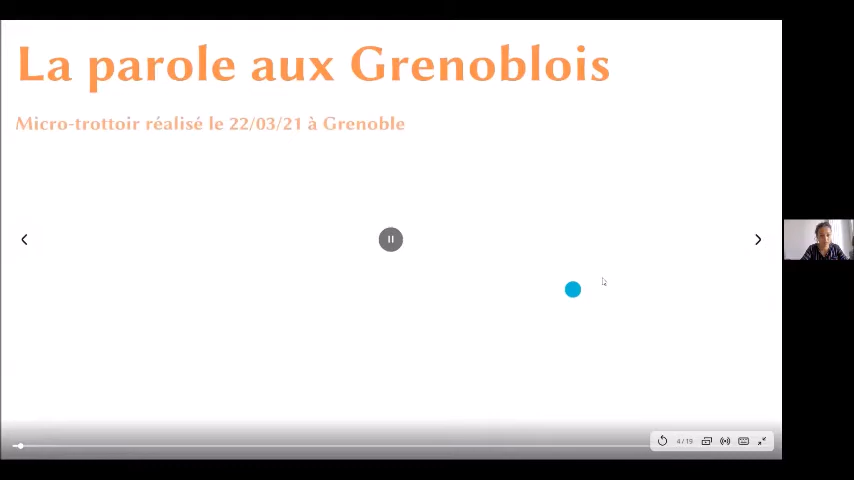 La parole aux Grenoblois
Micro-trottoir réalisé le 22/03/21 à Grenoble
4 / 19